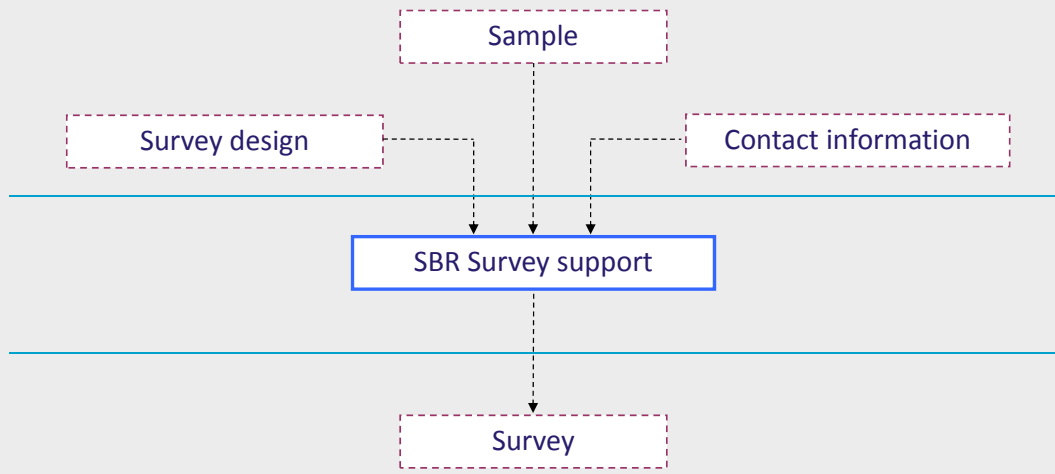 Sample
Survey design
Contact information
SBR Survey support
Survey